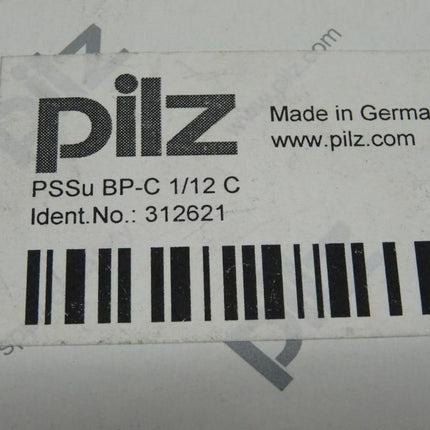 pilz
Made in Germa
www.pilz.com
PSSu BP-C 1/12 C
Ident.No.: 312621